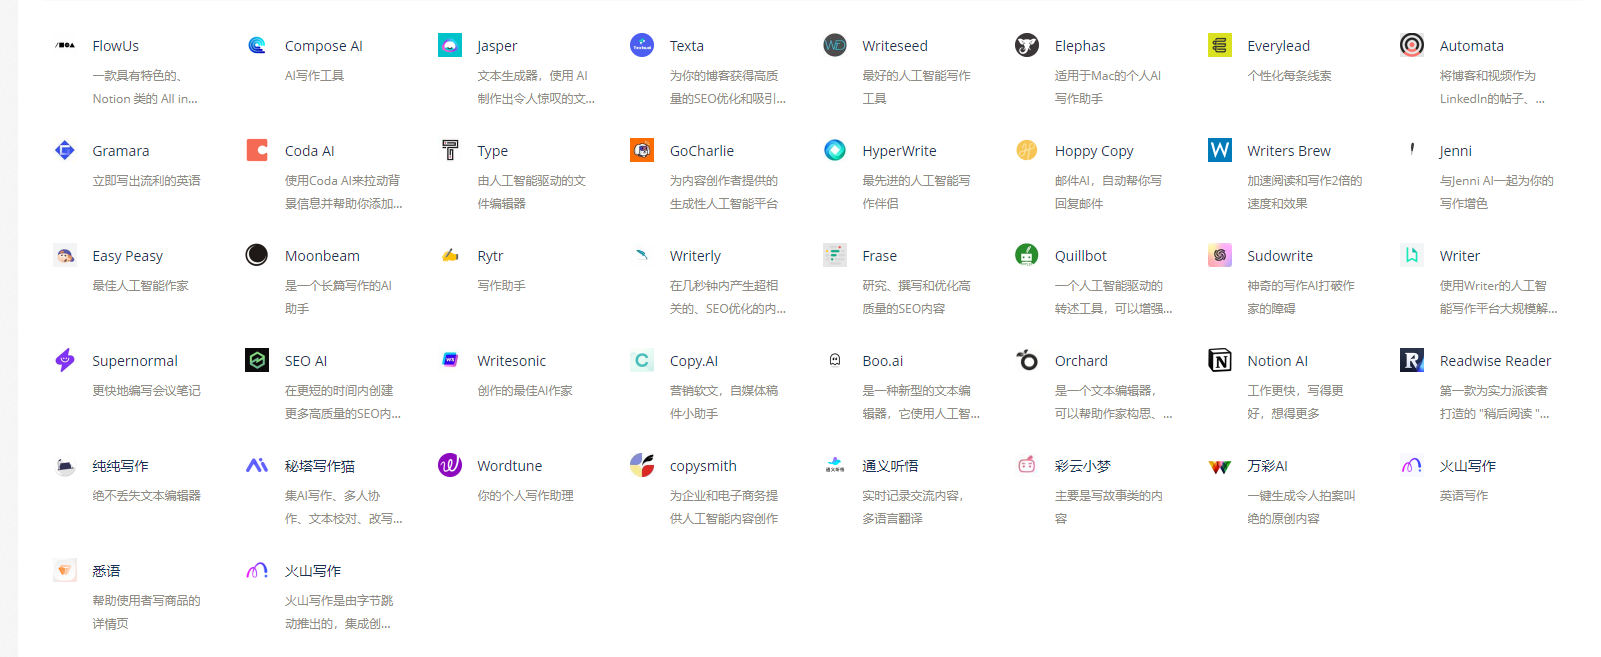 FlowUs
一款具有特色的、
Notion 类的 All in...
Compose AI
AI写作工具
Jasper
文本生成器，使用 AI
制作出令人惊叹的文...
Texta
为你的博客获得高质
量的SEO优化和吸引...
Writeseed
最好的人工智能写作
工具
Elephas
适用于Mac的个人AI
写作助手
Everylead
个性化每条线索
Automata
将博客和视频作为
LinkedIn的帖子、...
Gramara
立即写出流利的英语
Coda AI
使用Coda AI来拉动背
景信息并帮助你添加...
Type
由人工智能驱动的文
件编辑器
GoCharlie
为内容创作者提供的
生成性人工智能平台
HyperWrite
最先进的人工智能写
作伴侣
Hoppy Copy
邮件AI，自动帮你写
回复邮件
Writers Brew
加速阅读和写作2倍的
速度和效果
Jenni
与Jenni AI一起为你的
写作增色
Easy Peasy
最佳人工智能作家
Moonbeam
是一个长篇写作的AI
助手
Rytr
写作助手
Writerly
在几秒钟内产生超相
关的、SEO优化的内...
Frase
研究、撰写和优化高
质量的SEO内容
Quillbot
一个人工智能驱动的
转述工具，可以增强...
Sudowrite
神奇的写作AI打破作
家的障碍
Writer
使用Writer的人工智
能写作平台大规模解...
Supernormal
更快地编写会议笔记
SEO AI
在更短的时间内创建
更多高质量的SEO内...
Writesonic
创作的最佳AI作家
Copy.AI
营销软文，自媒体稿
件小助手
Boo.ai
是一种新型的文本编
辑器，它使用人工智...
Orchard
是一个文本编辑器，
可以帮助作家构思、...
Notion AI
工作更快，写得更
好，想得更多
Readwise Reader
第一款为实力派读者
打造的 "稍后阅读 "...
纯纯写作
绝不丢失文本编辑器
秘塔写作猫
集AI写作、多人协
作、文本校对、改写...
Wordtune
你的个人写作助理
copysmith
为企业和电子商务提
供人工智能内容创作
通义听悟
实时记录交流内容，
多语言翻译
彩云小梦
主要是写故事类的内
容
万彩AI
一键生成令人拍案叫
绝的原创内容
火山写作
英语写作
悉语
帮助使用者写商品的
详情页
火山写作
火山写作是由字节跳
动推出的，集成创...